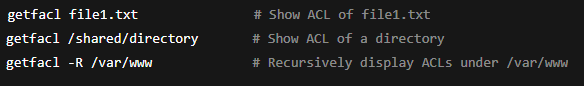 getfacl file1.txt                # Show ACL of file1.txt
getfacl /shared/directory        # Show ACL of a directory
getfacl -R /var/www              # Recursively display ACLs under /var/www